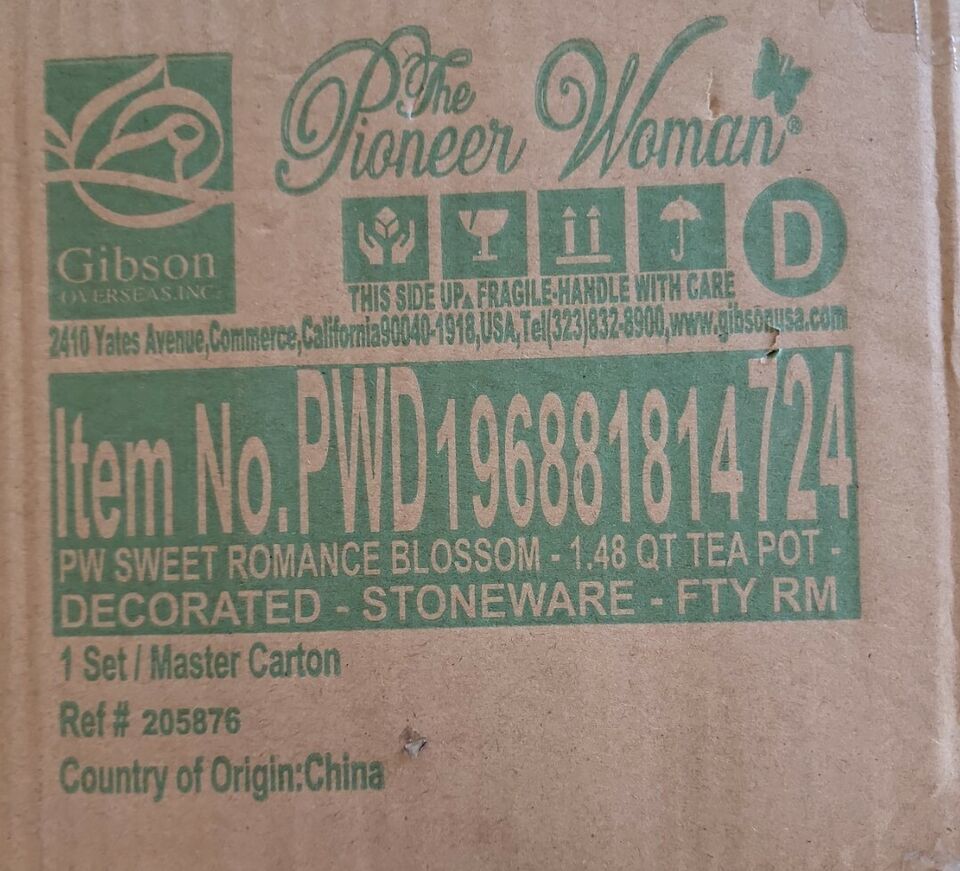 The
Pioneer Woman®
Gibson
OVERSEAS.INC.
D
THIS SIDE UP, FRAGILE-HANDLE WITH CARE
2410 Yates Avenue,Commerce,California90040-1918,USA,Tel(323)832-8900,www.gibsonusa.com
Item No.PWD196881814724
PW SWEET ROMANCE BLOSSOM - 1.48 QT TEA POT -
DECORATED - STONEWARE - FTY RM
1 Set / Master Carton
Ref # 205876
Country of Origin:China